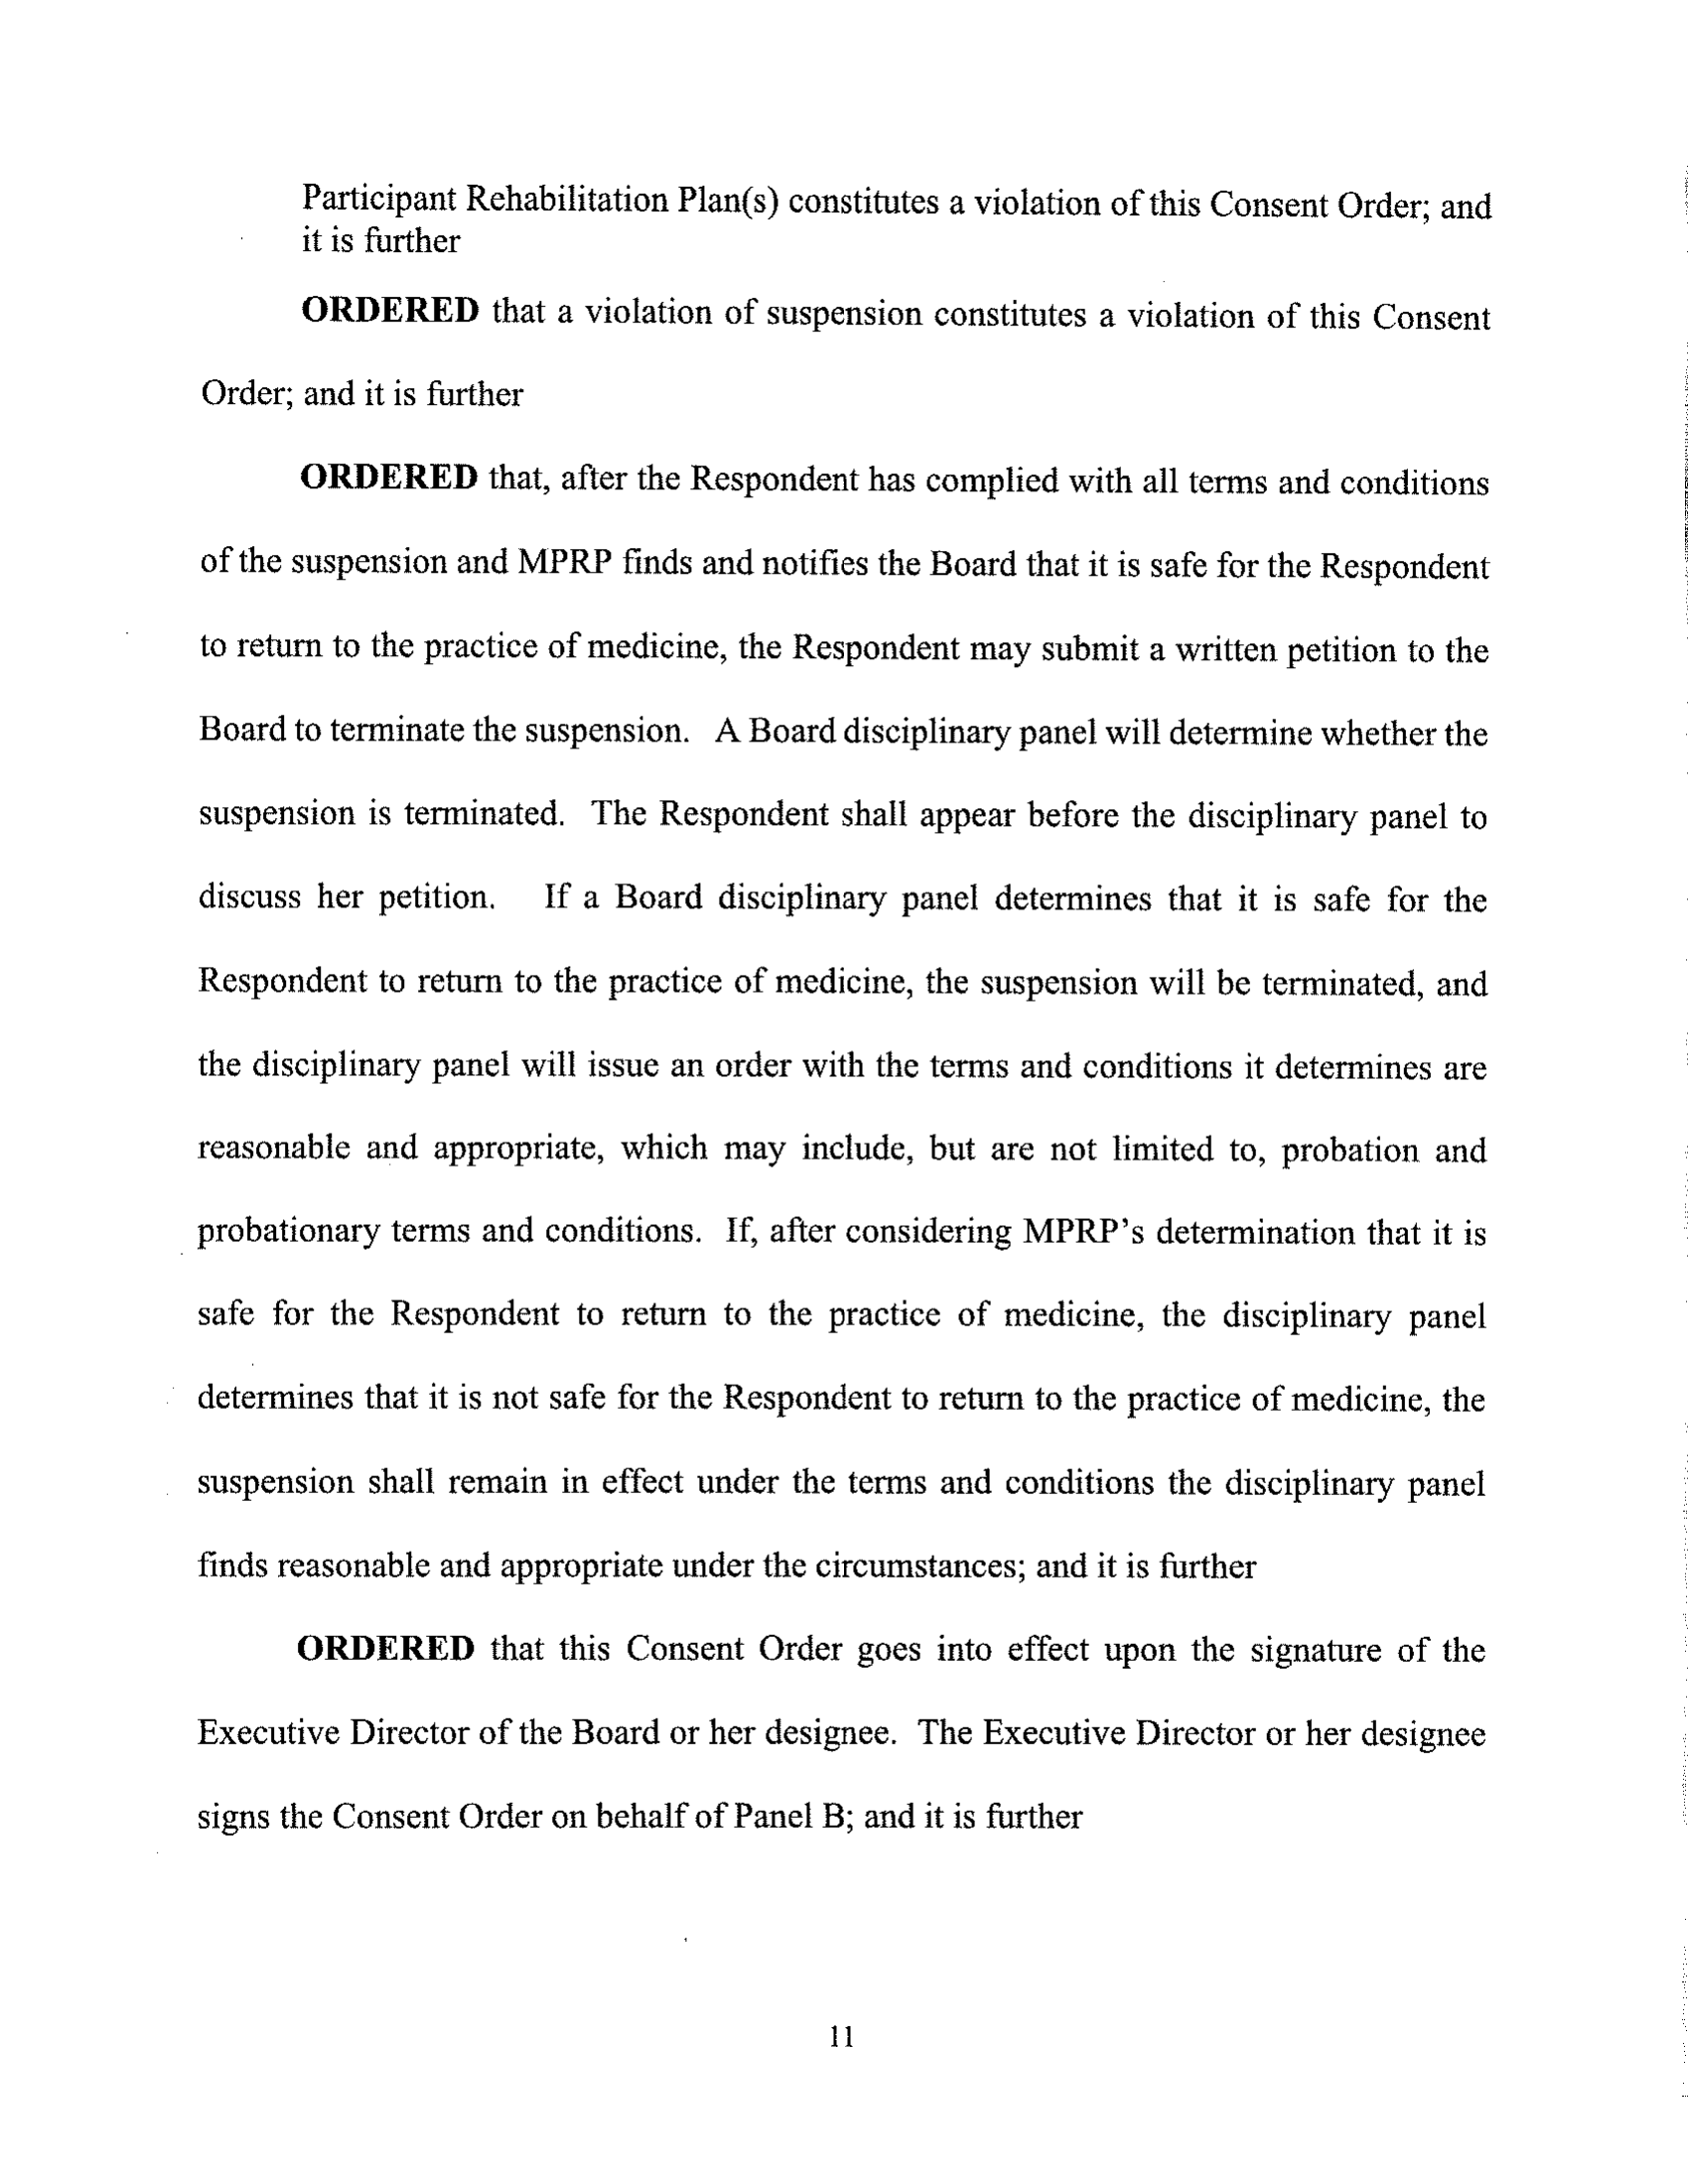 Participant Rehabilitation Plan(s) constitutes a violation of this Consent Order; and
it is further
ORDERED that a violation of suspension constitutes a violation of this Consent
Order; and it is further
ORDERED that, after the Respondent has complied with all terms and conditions
of the suspension and MPRP finds and notifies the Board that it is safe for the Respondent
to return to the practice of medicine, the Respondent may submit a written petition to the
Board to terminate the suspension. A Board disciplinary panel will determine whether the
suspension is terminated. The Respondent shall appear before the disciplinary panel to
discuss her petition. If a Board disciplinary panel determines that it is safe for the
Respondent to return to the practice of medicine, the suspension will be terminated, and
the disciplinary panel will issue an order with the terms and conditions it determines are
reasonable and appropriate, which may include, but are not limited to, probation and
probationary terms and conditions. If, after considering MPRP's determination that it is
safe for the Respondent to return to the practice of medicine, the disciplinary panel
determines that it is not safe for the Respondent to return to the practice of medicine, the
suspension shall remain in effect under the terms and conditions the disciplinary panel
finds reasonable and appropriate under the circumstances; and it is further
ORDERED that this Consent Order goes into effect upon the signature of the
Executive Director of the Board or her designee. The Executive Director or her designee
signs the Consent Order on behalf of Panel B; and it is further
11